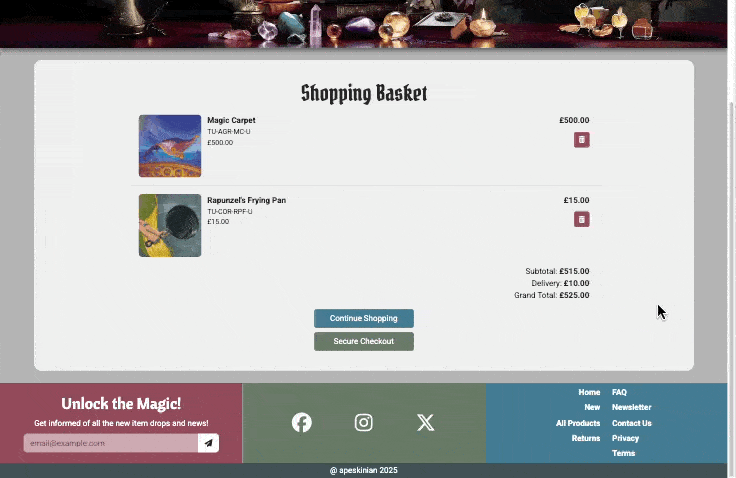 Shopping Basket
Magic Carpet
£500.00
TU-AGR-MC-U
£500.00
Rapunzel's Frying Pan
£15.00
TU-COR-RPF-U
£15.00
Subtotal: £515.00
Delivery: £10.00
Grand Total: £525.00
Continue Shopping
Secure Checkout
Unlock the Magic!
Get informed of all the new item drops and news!
email@example.com
Home
New
All Products
Returns
FAQ
Newsletter
Contact Us
Privacy
Terms
@ apeskinian 2025